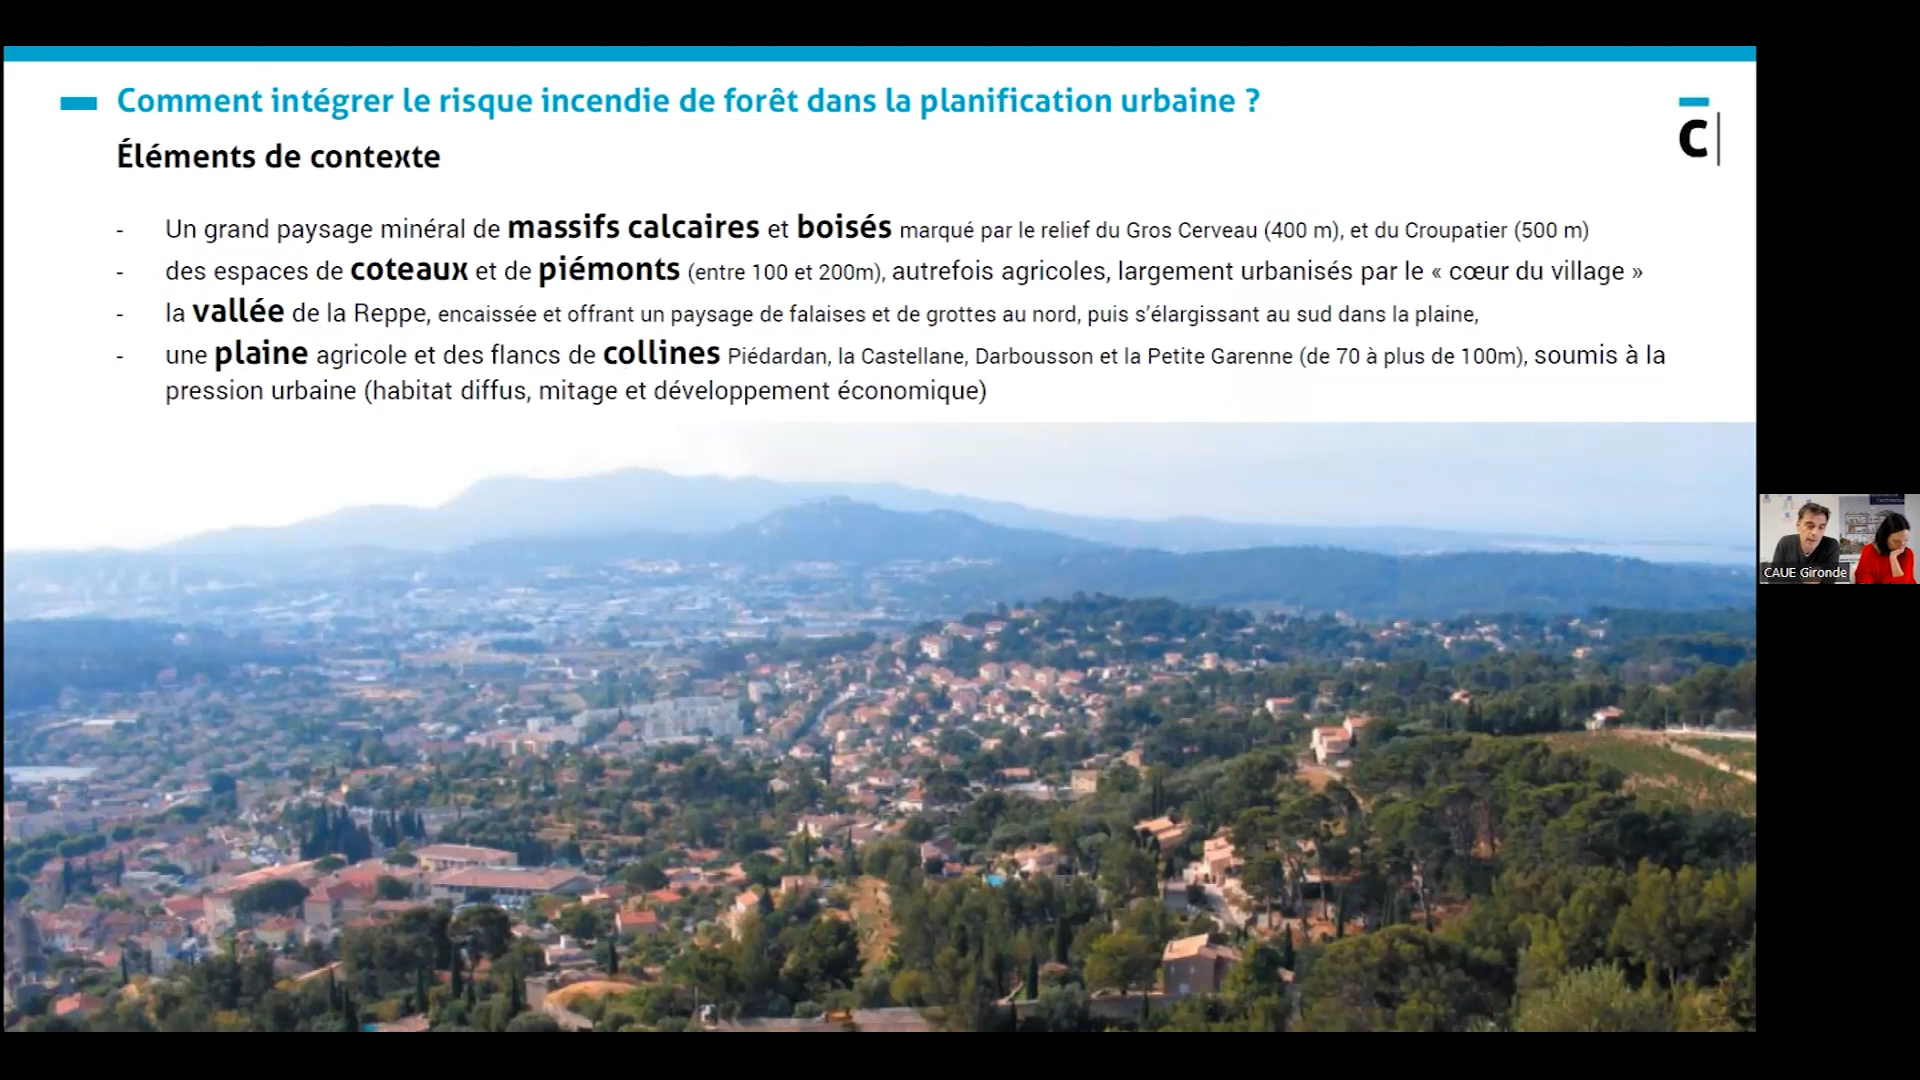 Comment intégrer le risque incendie de forêt dans la planification urbaine ?
C
Éléments de contexte
- Un grand paysage minéral de massifs calcaires et boisés marqué par le relief du Gros Cerveau (400 m), et du Croupatier (500 m)
- des espaces de coteaux et de piémonts (entre 100 et 200m), autrefois agricoles, largement urbanisés par le « cœur du village »
- la vallée de la Reppe, encaissée et offrant un paysage de falaises et de grottes au nord, puis s’élargissant au sud dans la plaine,
- une plaine agricole et des flancs de collines Piédardan, la Castellane, Darbousson et la Petite Garenne (de 70 à plus de 100m), soumis à la
pression urbaine (habitat diffus, mitage et développement économique)
CAUE Gironde